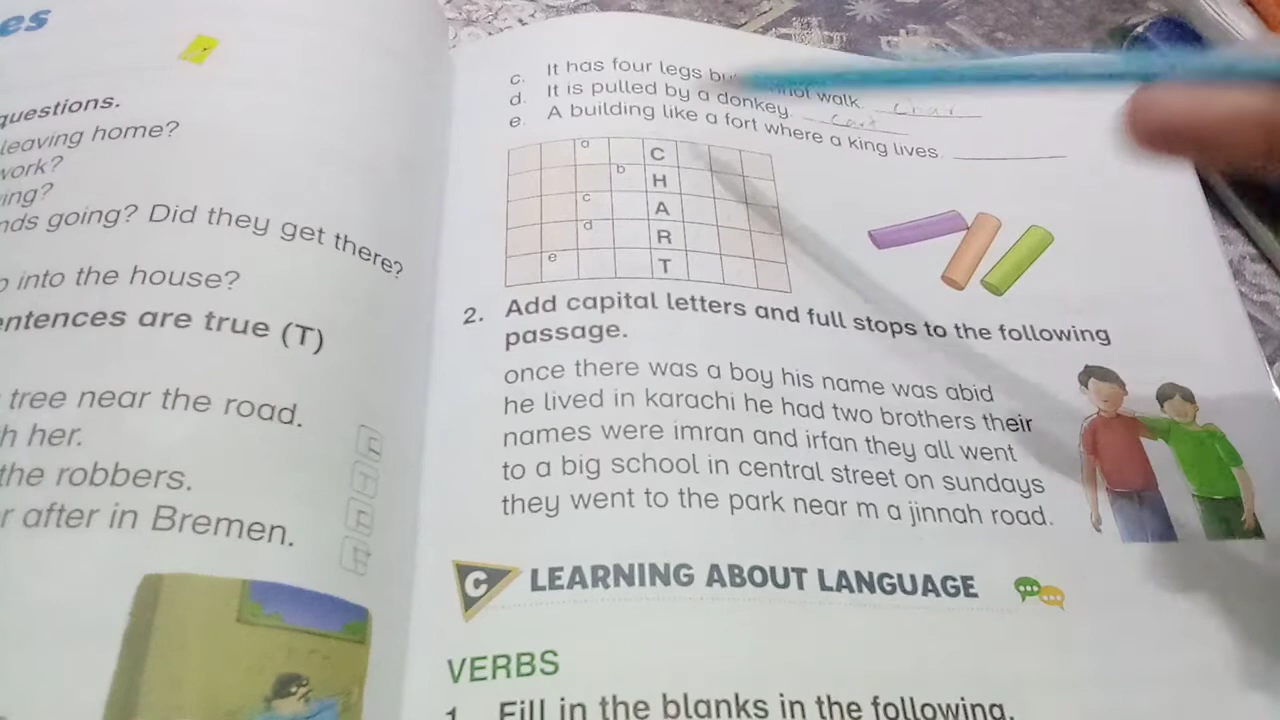 es
questions.
leaving home?
work?
ing?
nds going? Did they get there?
o into the house?
entences are true (T)
tree near the road.
h her.
the robbers.
r after in Bremen.
c. It has four legs but not walk. chair
d. It is pulled by a donkey. cart
e. A building like a fort where a king lives.
a C
b H
c A
d R
e T
2. Add capital letters and full stops to the following
passage.
once there was a boy his name was abid
he lived in karachi he had two brothers their
names were imran and irfan they all went
to a big school in central street on sundays
they went to the park near m a jinnah road.
C LEARNING ABOUT LANGUAGE
VERBS
1. Fill in the blanks in the following.